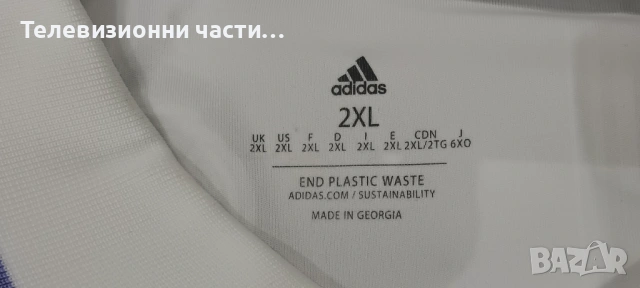 Телевизионни части...
adidas
2XL
UK US F D I E CDN J
2XL 2XL 2XL 2XL 2XL 2XL 2XL/2TG 6XO
END PLASTIC WASTE
ADIDAS.COM / SUSTAINABILITY
MADE IN GEORGIA
BAZAR